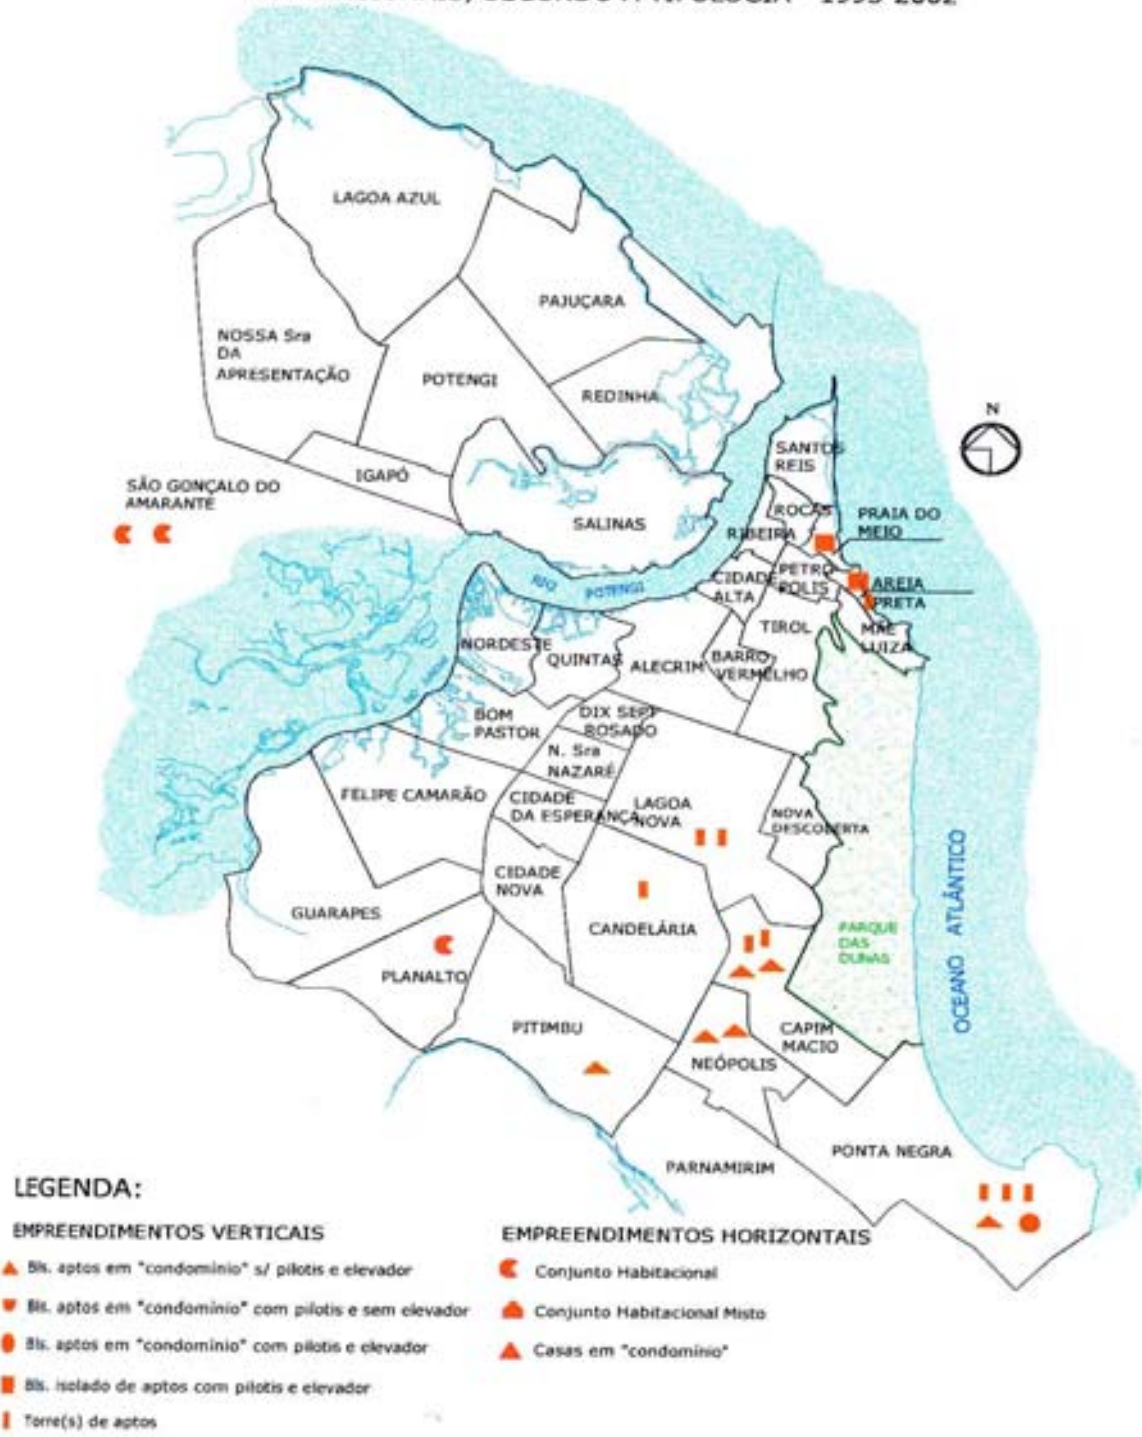 1995-2002
LAGOA AZUL
PAJUÇARA
NOSSA Sra
DA
APRESENTAÇÃO
POTENGI
REDINHA
N
SANTOS
REIS
IGAPÓ
SÃO GONÇALO DO
AMARANTE
SALINAS
ROCAS
PRAIA DO
MEIO
RIBEIRA
RIO POTENGI
CIDADE
ALTA
PETRO
POLIS
AREIA
PRETA
TIROL
MÃE
LUIZA
NORDESTE
QUINTAS
ALECRIM
BARRO
VERMELHO
BOM
PASTOR
DIX SEPT
ROSADO
N. Sra
NAZARÉ
FELIPE CAMARÃO
CIDADE
DA ESPERANÇA
LAGOA
NOVA
NOVA
DESCOBERTA
CIDADE
NOVA
GUARAPES
CANDELÁRIA
PARQUE
DAS
DUNAS
OCEANO ATLÂNTICO
PLANALTO
PITIMBU
CAPIM
MACIO
NEÓPOLIS
PARNAMIRIM
PONTA NEGRA
LEGENDA:
EMPREENDIMENTOS VERTICAIS
Bls. aptos em "condomínio" s/ pilotis e elevador
Bls. aptos em "condomínio" com pilotis e sem elevador
Bls. aptos em "condomínio" com pilotis e elevador
Bls. isolado de aptos com pilotis e elevador
Torre(s) de aptos
EMPREENDIMENTOS HORIZONTAIS
Conjunto Habitacional
Conjunto Habitacional Misto
Casas em "condomínio"